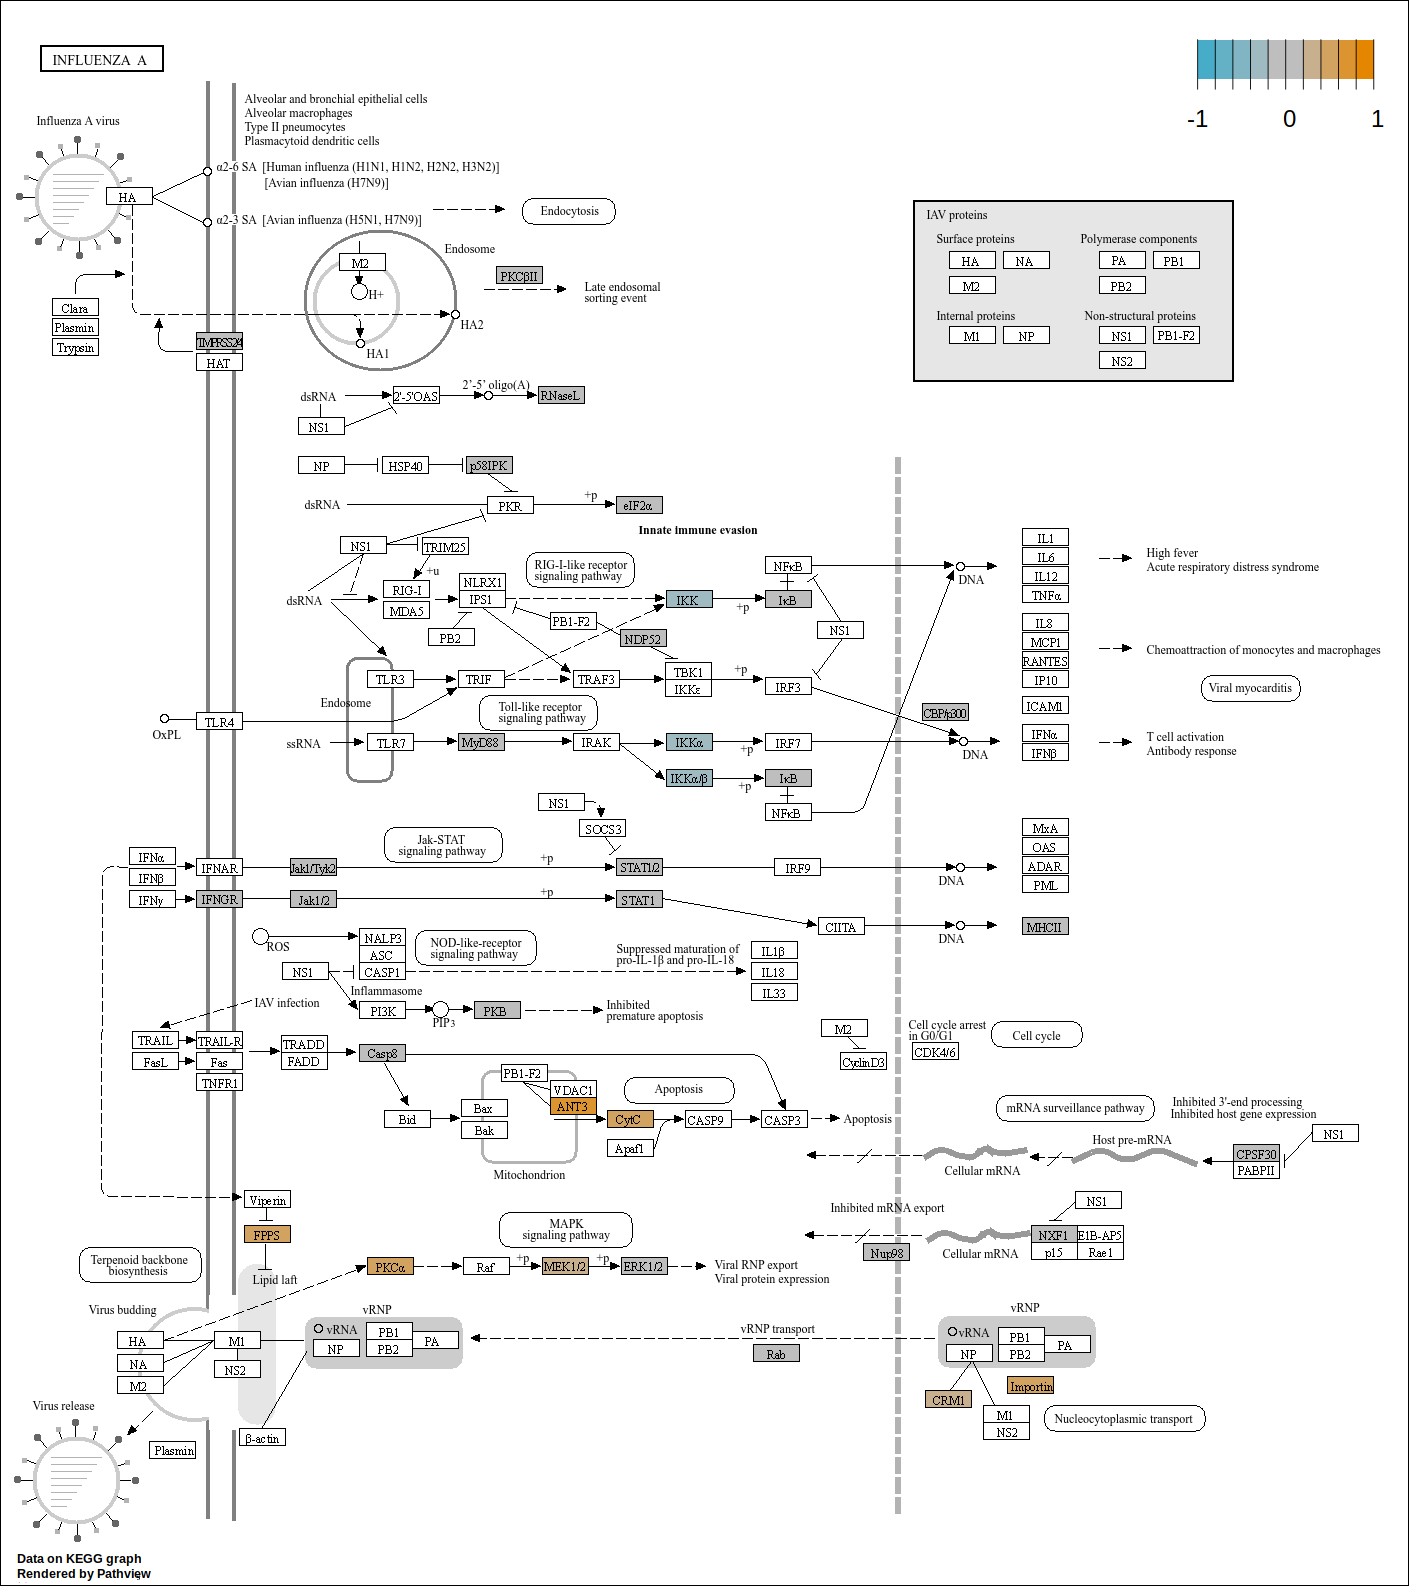 INFLUENZA A
-1 0 1
Influenza A virus
Alveolar and bronchial epithelial cells
Alveolar macrophages
Type II pneumocytes
Plasmacytoid dendritic cells
α2-6 SA [Human influenza (H1N1, H1N2, H2N2, H3N2)]
[Avian influenza (H7N9)]
HA
α2-3 SA [Avian influenza (H5N1, H7N9)]
Endocytosis
Endosome
M2
H+
PKCβII
Late endosomal
sorting event
HA2
HA1
Clara
Plasmin
Trypsin
HAT
IAV proteins
Surface proteins
HA NA
M2
Polymerase components
PA PB1
PB2
Internal proteins
M1 NP
Non-structural proteins
NS1 PB1-F2
NS2
dsRNA 2'-5'OAS 2'-5' oligo(A) RNaseL
NS1
NP HSP40 p58IPK
dsRNA PKR +p eIF2α
Innate immune evasion
NS1 TRIM25
+u
RIG-I-like receptor
signaling pathway
NFκB
DNA
dsRNA RIG-I
MDA5
NLRX1
IPS1
IKK +p IκB
PB2
PB1-F2
NDP52
NS1
TLR3 TRIF TRAF3
TBK1
IKKε
+p IRF3
Endosome
Toll-like receptor
signaling pathway
OxPL
TLR4
CBP/p300
ssRNA TLR7 MyD88 IRAK IKKα +p IRF7
DNA
IKKα/β +p IκB
NFκB
IL1
IL6
IL12
TNFα
High fever
Acute respiratory distress syndrome
IL8
MCP1
RANTES
IP10
Chemoattraction of monocytes and macrophages
Viral myocarditis
ICAM1
IFNα
IFNβ
T cell activation
Antibody response
NS1
SOCS3
Jak-STAT
signaling pathway
IFNα
IFNβ
IFNAR Jak1/Tyk2 +p STAT1/2 IRF9 DNA
IFNγ IFNGR Jak1/2 +p STAT1
CIITA DNA MHCII
MxA
OAS
ADAR
PML
ROS
NALP3
ASC
CASP1
NOD-like-receptor
signaling pathway
NS1
Suppressed maturation of
pro-IL-1β and pro-IL-18
IL1β
IL18
IL33
Inflammasome
IAV infection
PI3K PIP3 PKB
Inhibited
premature apoptosis
TRAIL TRAIL-R
FasL Fas
TNFR1
TRADD
FADD
Casp8
M2
CyclinD3
Cell cycle arrest
in G0/G1
CDK4/6
Cell cycle
PB1-F2
VDAC1
ANT3
Apoptosis
Bid
Bax
Bak
CytC CASP9 CASP3 Apoptosis
Apaf1
Mitochondrion
mRNA surveillance pathway
Inhibited 3'-end processing
Inhibited host gene expression
NS1
Host pre-mRNA
CPSF30
PABPII
Cellular mRNA
Viperin
FPPS
Lipid laft
Terpenoid backbone
biosynthesis
MAPK
signaling pathway
Inhibited mRNA export
NS1
NXF1 E1B-AP5
p15 Rae1
Cellular mRNA
Nup98
PKCα Raf +p MEK1/2 +p ERK1/2
Viral RNP export
Viral protein expression
Virus budding
HA
NA
M2
M1
NS2
vRNP
vRNA
NP
PB1
PB2
PA
vRNP transport
Rab
vRNP
vRNA
NP
PB1
PB2
PA
CRM1
Importin
M1
NS2
Nucleocytoplasmic transport
Virus release
Plasmin
β-actin
Data on KEGG graph
Rendered by Pathview